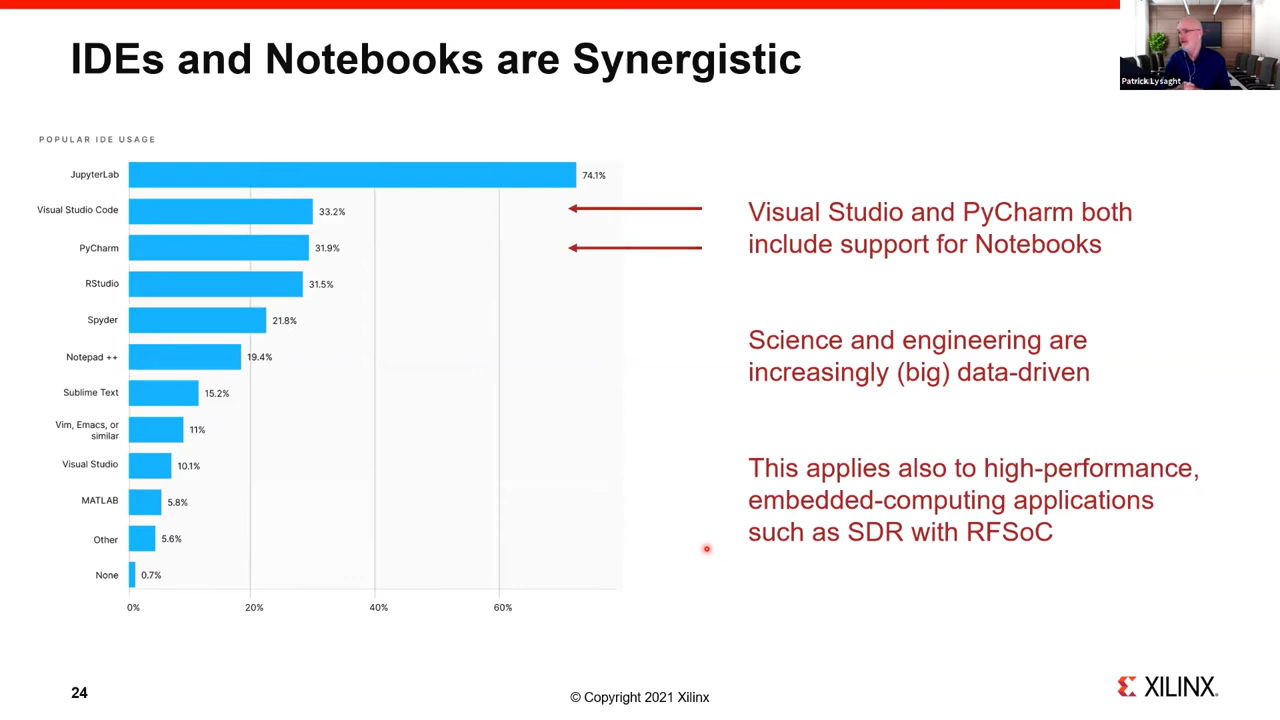 IDEs and Notebooks are Synergistic
Patrick Lysaght
POPULAR IDE USAGE
JupyterLab 74.1%
Visual Studio Code 33.2%
PyCharm 31.9%
RStudio 31.5%
Spyder 21.8%
Notepad ++ 19.4%
Sublime Text 15.2%
Vim, Emacs, or
similar 11%
Visual Studio 10.1%
MATLAB 5.8%
Other 5.6%
None 0.7%
0% 20% 40% 60%
Visual Studio and PyCharm both
include support for Notebooks
Science and engineering are
increasingly (big) data-driven
This applies also to high-performance,
embedded-computing applications
such as SDR with RFSoC
24
© Copyright 2021 Xilinx
XILINX.